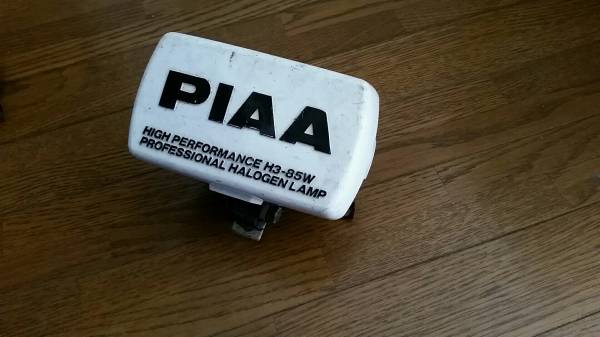 PIAA
HIGH PERFORMANCE H3-85W
PROFESSIONAL HALOGEN LAMP